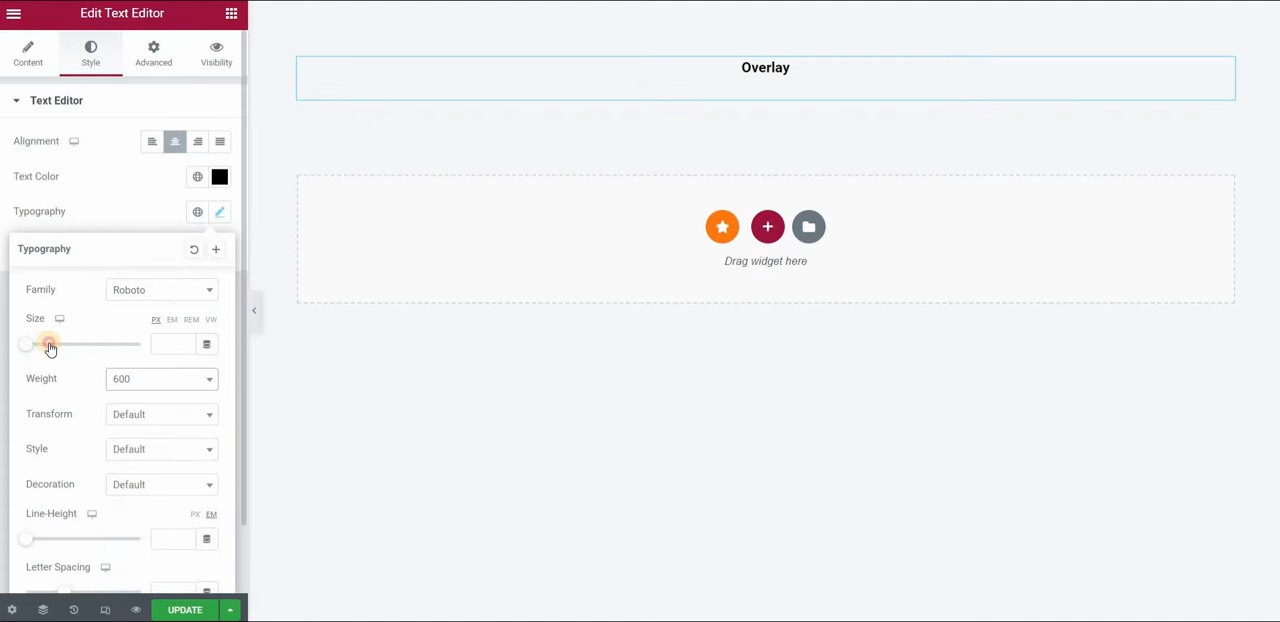 Edit Text Editor
Content Style Advanced Visibility
Text Editor
Alignment
Text Color
Typography
Typography
Family Roboto
Size PX EM REM VW
Weight 600
Transform Default
Style Default
Decoration Default
Line-Height PX EM
Letter Spacing
UPDATE
Overlay
Drag widget here